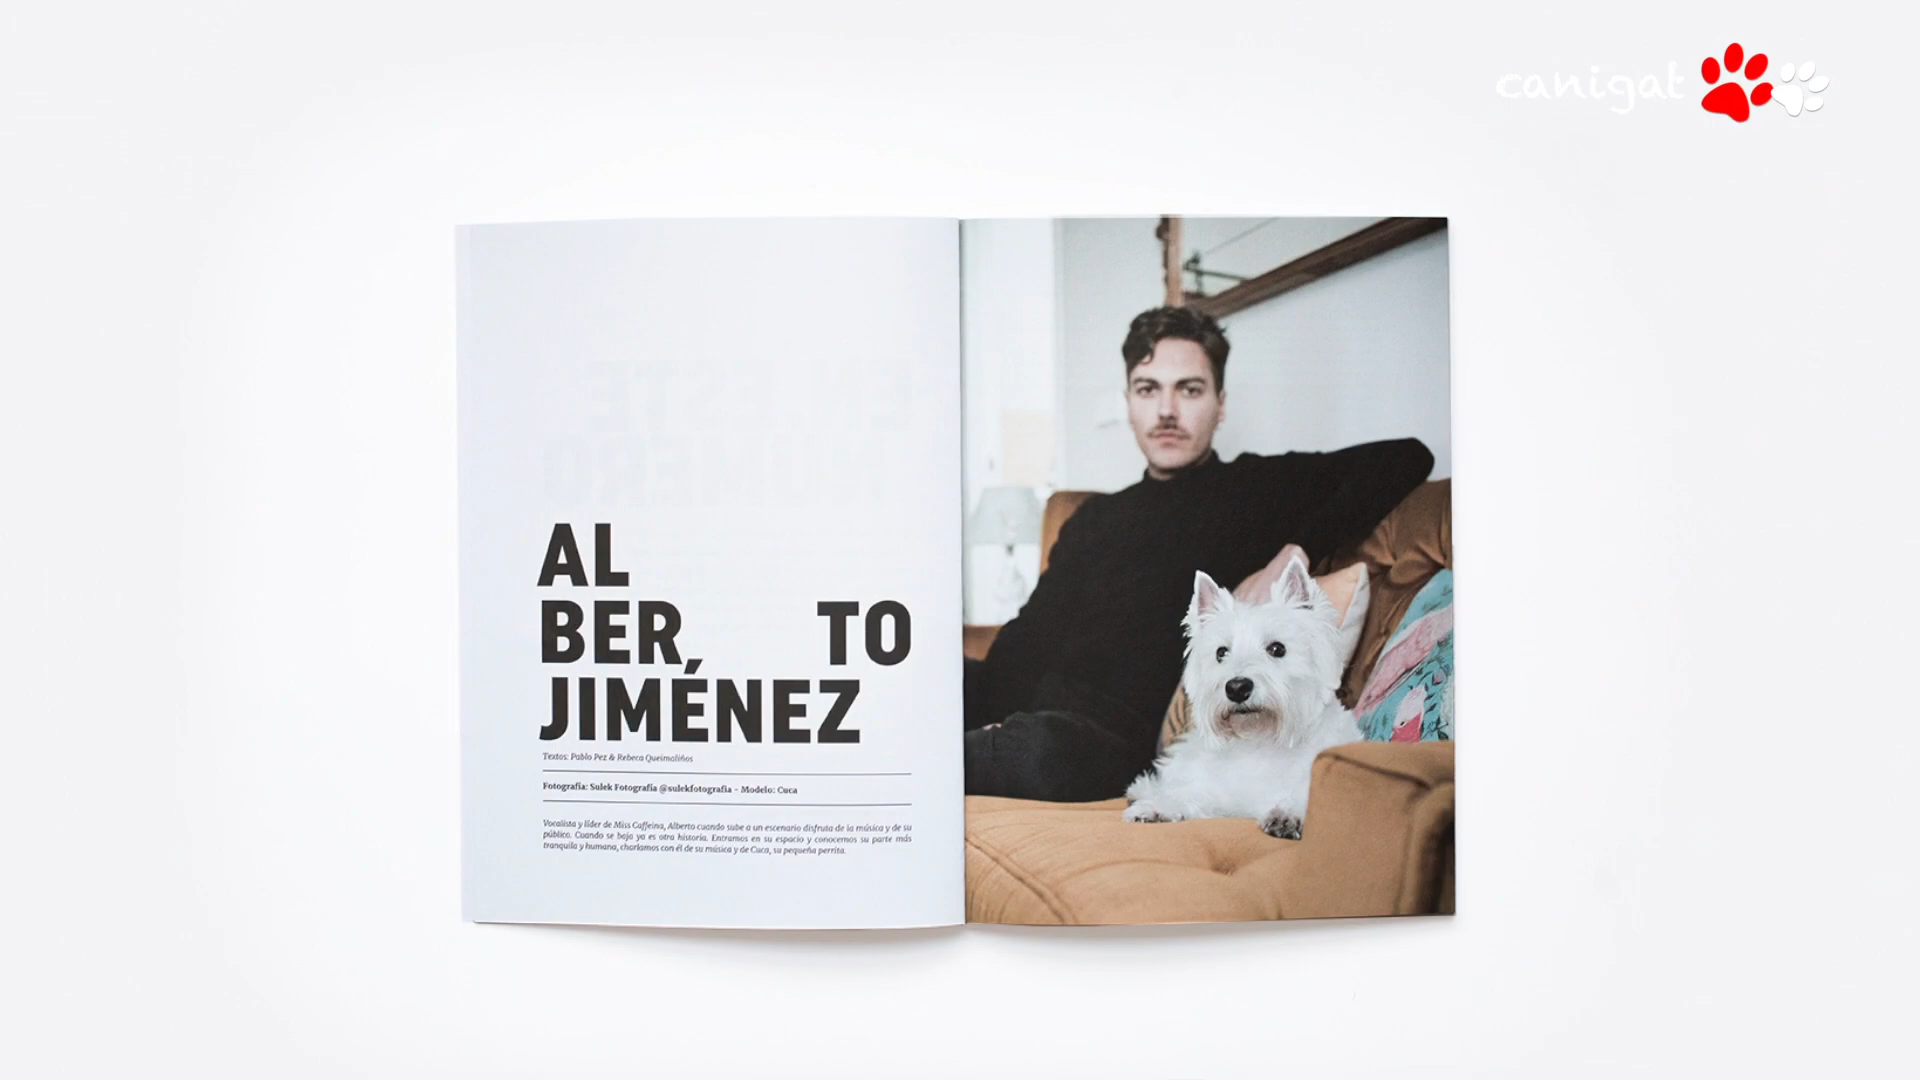 canigat
AL
BER, TO
JIMÉNEZ
Textos: Pablo Pez & Rebeca Queimaliños
Fotografía: Sulek Fotografía @sulekfotografia - Modelo: Cuca
Vocalista y líder de Miss Caffeina, Alberto cuando sube a un escenario disfruta de la música y de su
público. Cuando se baja ya es otra historia. Entramos en su espacio y conocemos su parte más
tranquila y humana, charlamos con él de su música y de Cuca, su pequeña perrita.